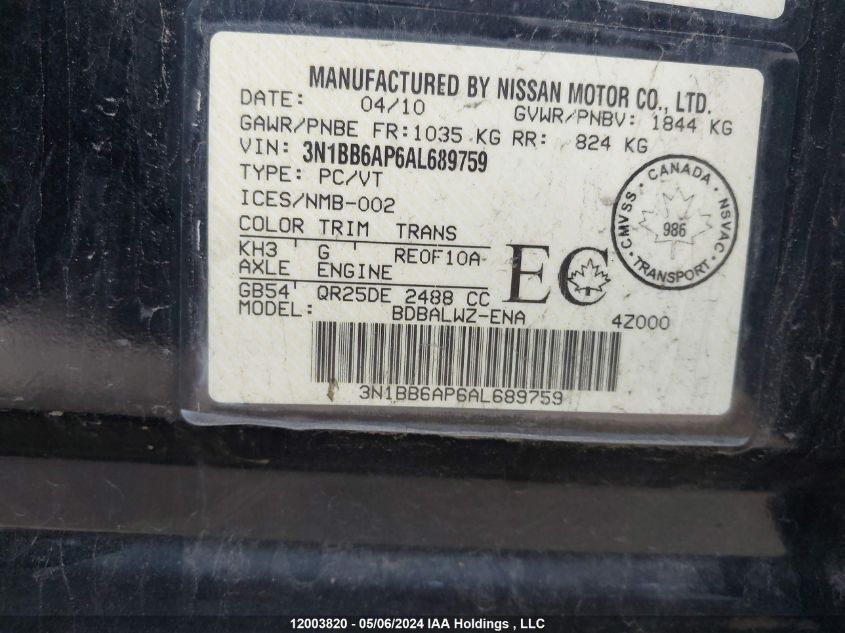 MANUFACTURED BY NISSAN MOTOR CO., LTD.
DATE: 04/10 GVWR/PNBV: 1844 KG
GAWR/PNBE FR:1035 KG RR: 824 KG
VIN: 3N1BB6AP6AL689759
TYPE: PC/VT
ICES/NMB-002
COLOR TRIM TRANS
KH3 G RE0F10A
AXLE ENGINE
GB54 QR25DE 2488 CC
MODEL: BDBALWZ-ENA 4Z000
EC
CANADA
CMVSS NSVAC
986
TRANSPORT
3N1BB6AP6AL689759
12003820 - 05/06/2024 IAA Holdings , LLC